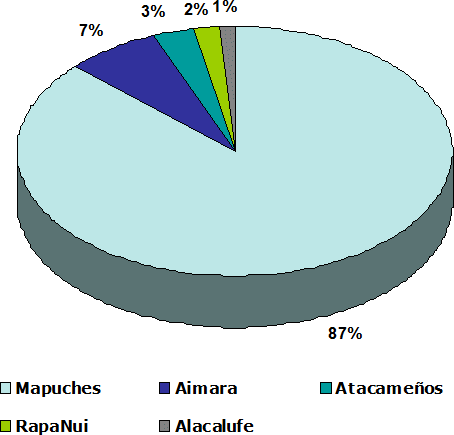 7% 3% 2% 1%
87%
Mapuches Aimara Atacameños
RapaNui Alacalufe